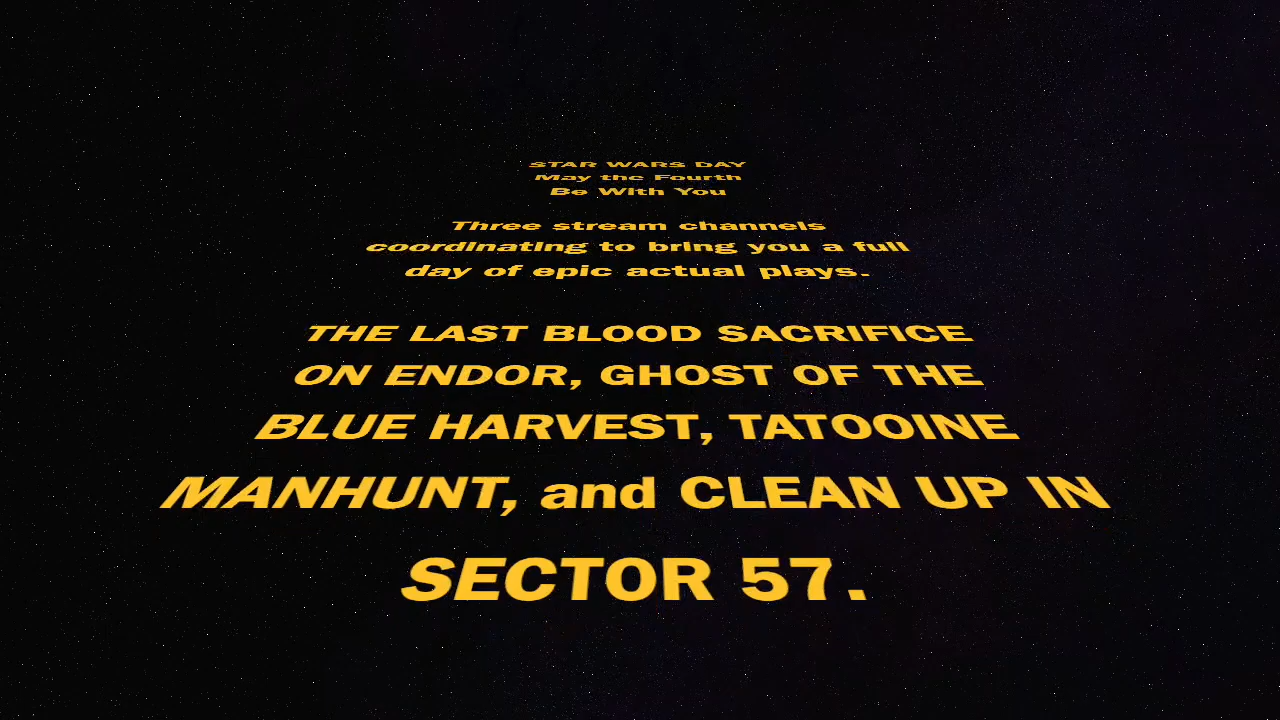 STAR WARS DAY
May the Fourth
Be With You
Three stream channels
coordinating to bring you a full
day of epic actual plays.
THE LAST BLOOD SACRIFICE
ON ENDOR, GHOST OF THE
BLUE HARVEST, TATOOINE
MANHUNT, and CLEAN UP IN
SECTOR 57.